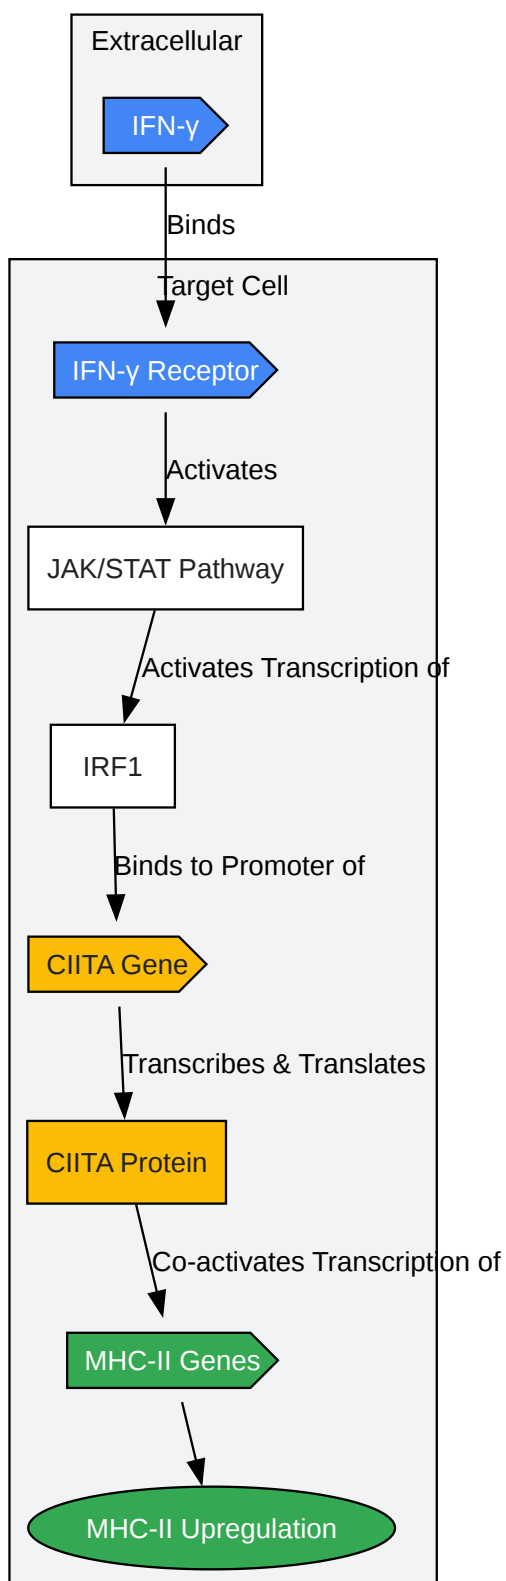 Extracellular
IFN-γ
Binds
Target Cell
IFN-γ Receptor
Activates
JAK/STAT Pathway
Activates Transcription of
IRF1
Binds to Promoter of
CIITA Gene
Transcribes & Translates
CIITA Protein
Co-activates Transcription of
MHC-II Genes
MHC-II Upregulation